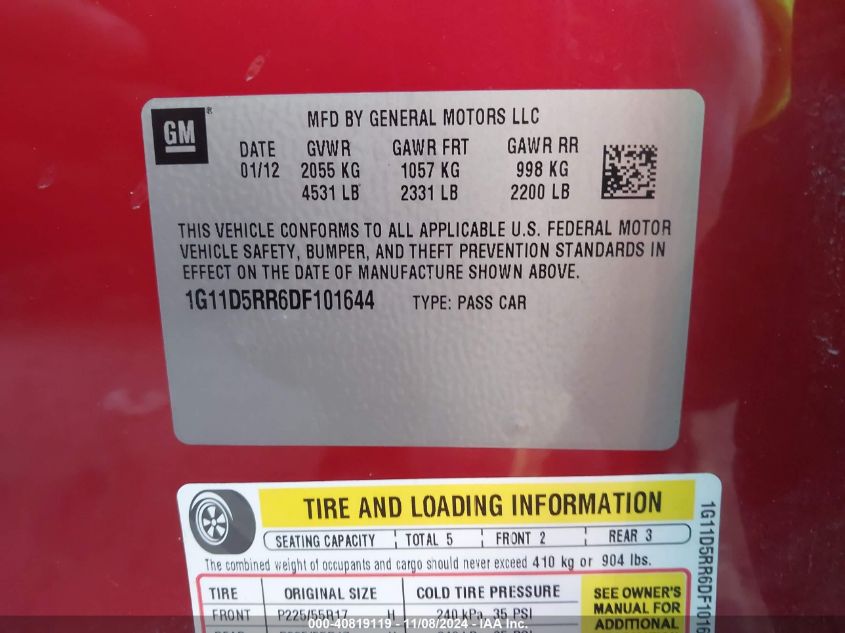 GM ®
MFD BY GENERAL MOTORS LLC
DATE GVWR GAWR FRT GAWR RR
01/12 2055 KG 1057 KG 998 KG
4531 LB 2331 LB 2200 LB
THIS VEHICLE CONFORMS TO ALL APPLICABLE U.S. FEDERAL MOTOR
VEHICLE SAFETY, BUMPER, AND THEFT PREVENTION STANDARDS IN
EFFECT ON THE DATE OF MANUFACTURE SHOWN ABOVE.
1G11D5RR6DF101644 TYPE: PASS CAR
TIRE AND LOADING INFORMATION
SEATING CAPACITY TOTAL 5 FRONT 2 REAR 3
The combined weight of occupants and cargo should never exceed 410 kg or 904 lbs.
TIRE ORIGINAL SIZE COLD TIRE PRESSURE
FRONT P225/55R17 H 240 kPa, 35 PSI
SEE OWNER'S
MANUAL FOR
ADDITIONAL
1G11D5RR6DF1016
000-40819119 - 11/08/2024 - IAA Inc.